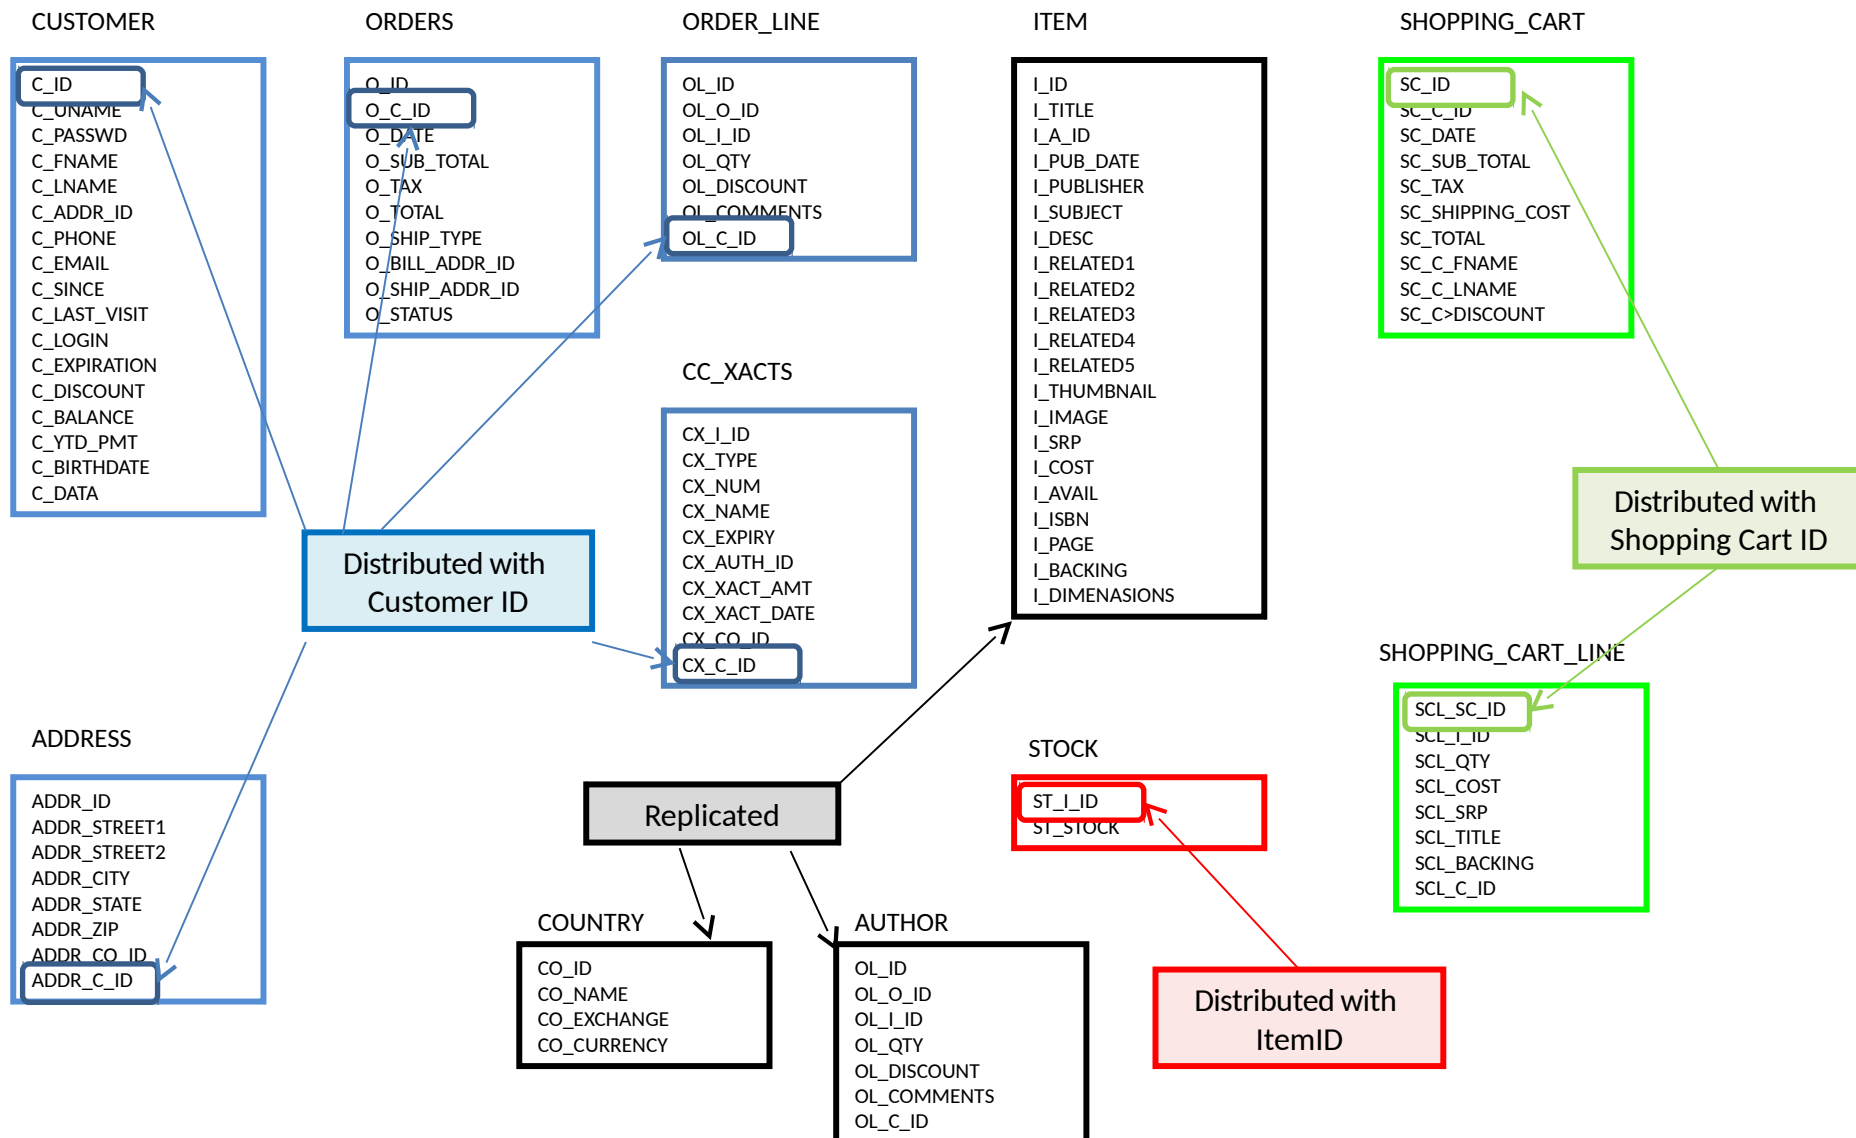 CUSTOMER
C_ID
C_UNAME
C_PASSWD
C_FNAME
C_LNAME
C_ADDR_ID
C_PHONE
C_EMAIL
C_SINCE
C_LAST_VISIT
C_LOGIN
C_EXPIRATION
C_DISCOUNT
C_BALANCE
C_YTD_PMT
C_BIRTHDATE
C_DATA
ORDERS
O_ID
O_C_ID
O_DATE
O_SUB_TOTAL
O_TAX
O_TOTAL
O_SHIP_TYPE
O_BILL_ADDR_ID
O_SHIP_ADDR_ID
O_STATUS
ORDER_LINE
OL_ID
OL_O_ID
OL_I_ID
OL_QTY
OL_DISCOUNT
OL_COMMENTS
OL_C_ID
ITEM
I_ID
I_TITLE
I_A_ID
I_PUB_DATE
I_PUBLISHER
I_SUBJECT
I_DESC
I_RELATED1
I_RELATED2
I_RELATED3
I_RELATED4
I_RELATED5
I_THUMBNAIL
I_IMAGE
I_SRP
I_COST
I_AVAIL
I_ISBN
I_PAGE
I_BACKING
I_DIMENASIONS
SHOPPING_CART
SC_ID
SC_C_ID
SC_DATE
SC_SUB_TOTAL
SC_TAX
SC_SHIPPING_COST
SC_TOTAL
SC_C_FNAME
SC_C_LNAME
SC_C>DISCOUNT
CC_XACTS
CX_I_ID
CX_TYPE
CX_NUM
CX_NAME
CX_EXPIRY
CX_AUTH_ID
CX_XACT_AMT
CX_XACT_DATE
CX_CO_ID
CX_C_ID
Distributed with
Customer ID
Distributed with
Shopping Cart ID
SHOPPING_CART_LINE
SCL_SC_ID
SCL_I_ID
SCL_QTY
SCL_COST
SCL_SRP
SCL_TITLE
SCL_BACKING
SCL_C_ID
ADDRESS
ADDR_ID
ADDR_STREET1
ADDR_STREET2
ADDR_CITY
ADDR_STATE
ADDR_ZIP
ADDR_CO_ID
ADDR_C_ID
Replicated
STOCK
ST_I_ID
ST_STOCK
COUNTRY
CO_ID
CO_NAME
CO_EXCHANGE
CO_CURRENCY
AUTHOR
OL_ID
OL_O_ID
OL_I_ID
OL_QTY
OL_DISCOUNT
OL_COMMENTS
OL_C_ID
Distributed with
ItemID